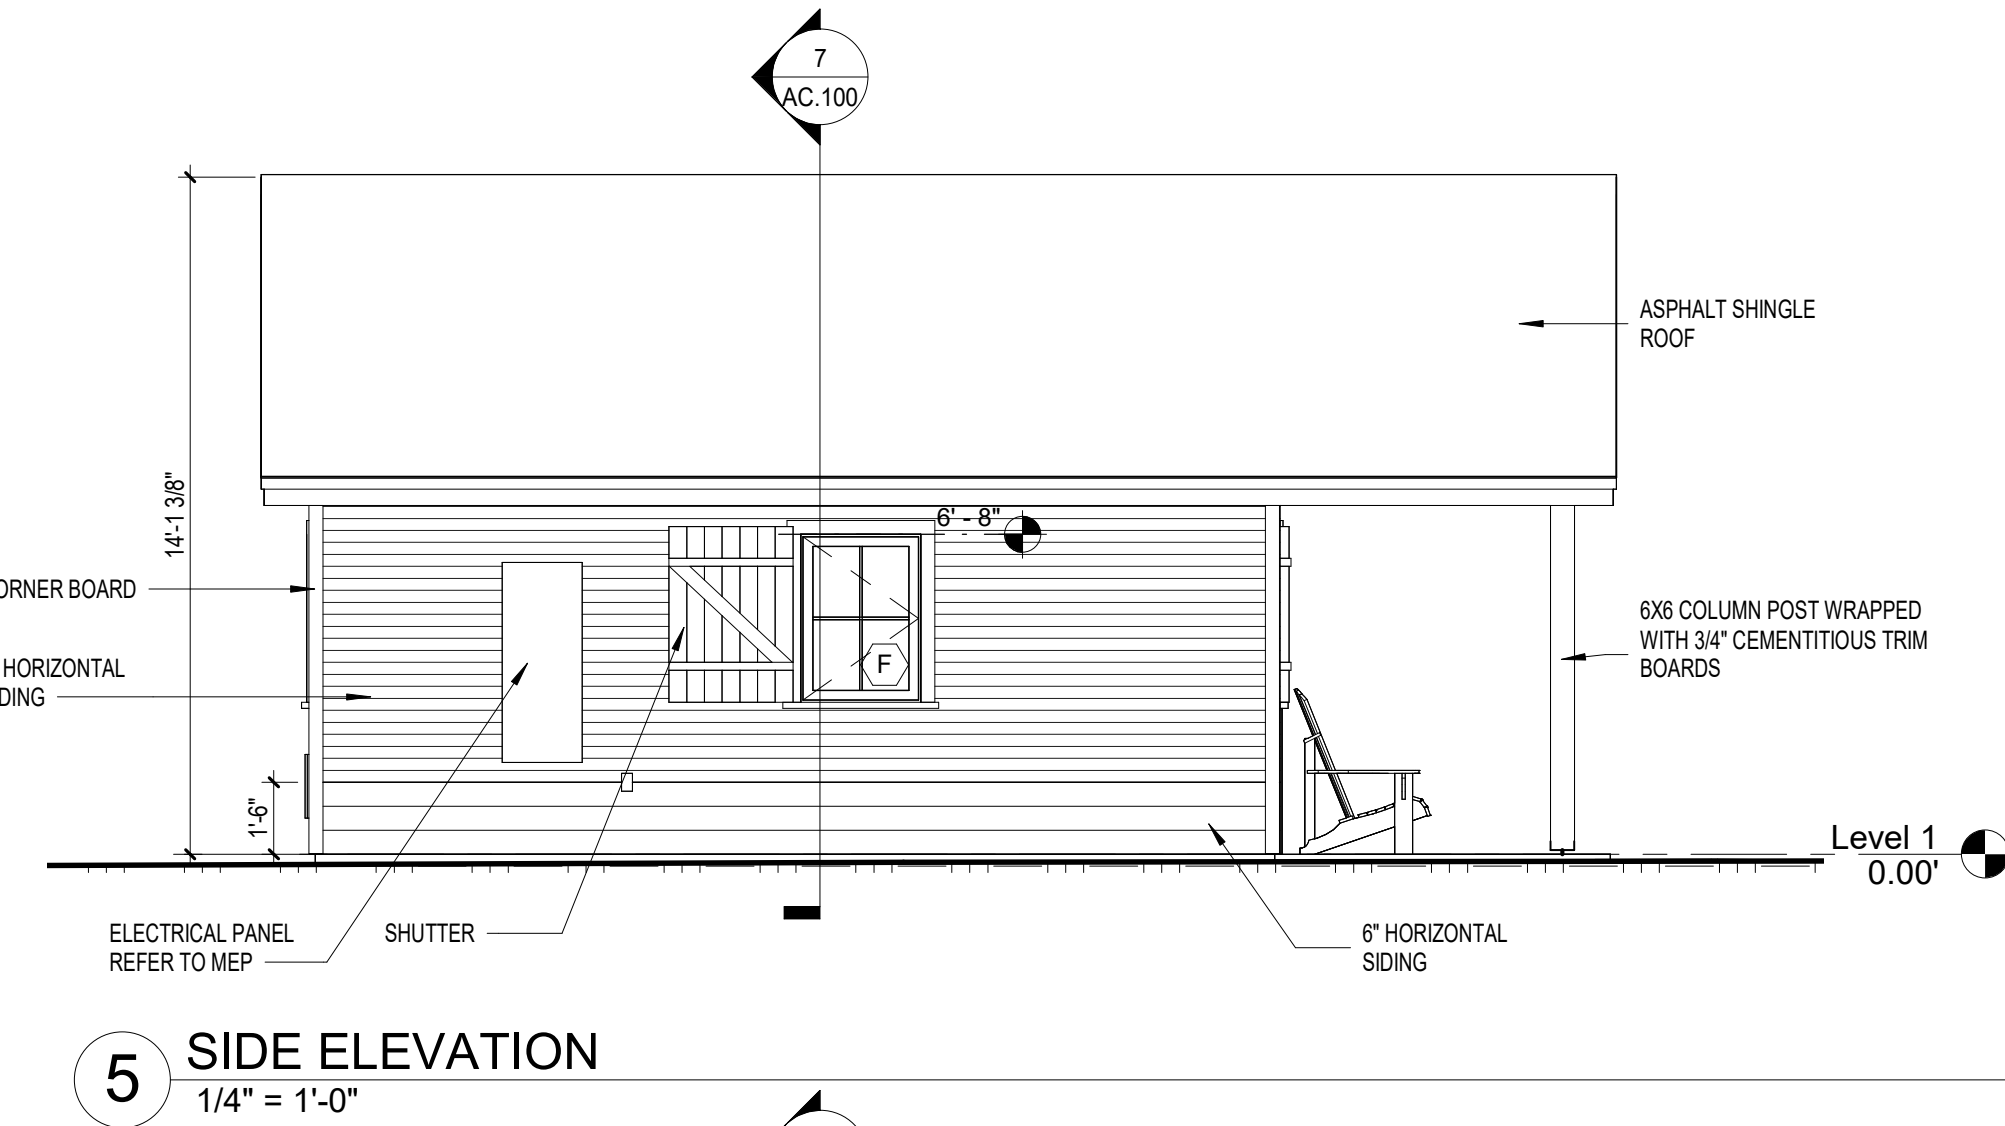 7
AC.100
14'-1 3/8"
ASPHALT SHINGLE
ROOF
6' - 8"
ORNER BOARD
HORIZONTAL
DING
F
6X6 COLUMN POST WRAPPED
WITH 3/4" CEMENTITIOUS TRIM
BOARDS
1'-6"
Level 1
0.00'
ELECTRICAL PANEL
REFER TO MEP
SHUTTER
6" HORIZONTAL
SIDING
5
SIDE ELEVATION
1/4" = 1'-0"